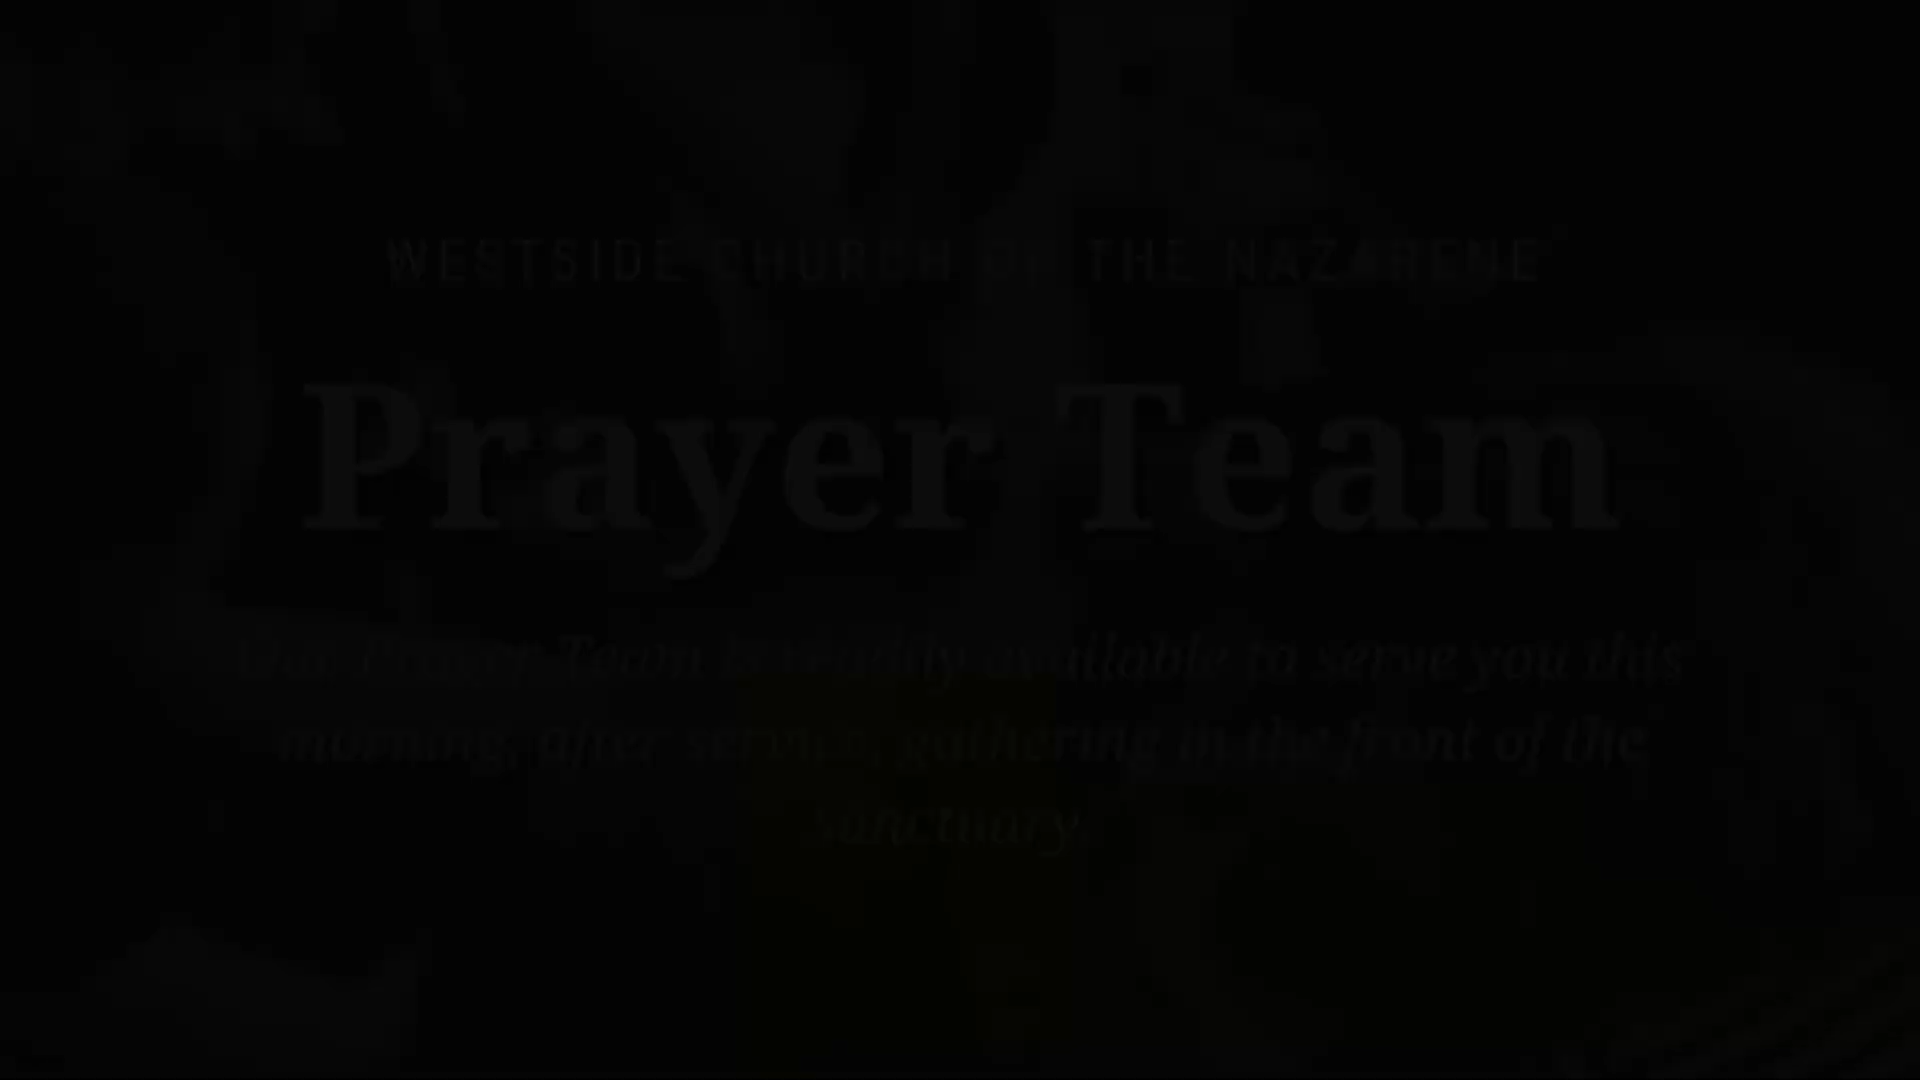 WESTSIDE CHURCH OF THE NAZARENE
Prayer Team
Our Prayer Team is readily available to serve you this
morning, after service, gathering in the front of the
sanctuary.